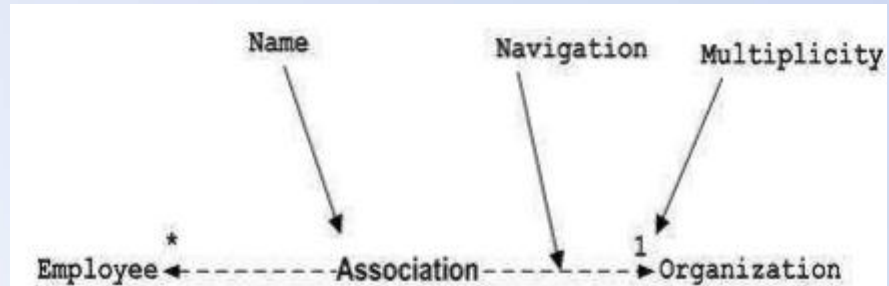 Name
Navigation
Multiplicity
* 1
Employee Association Organization